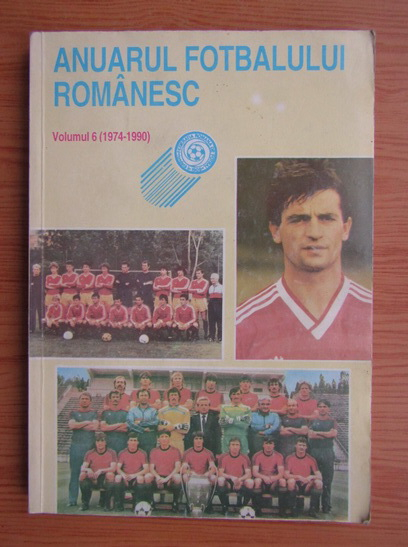 ANUARUL FOTBALULUI
ROMÂNESC
Volumul 6 (1974-1990)